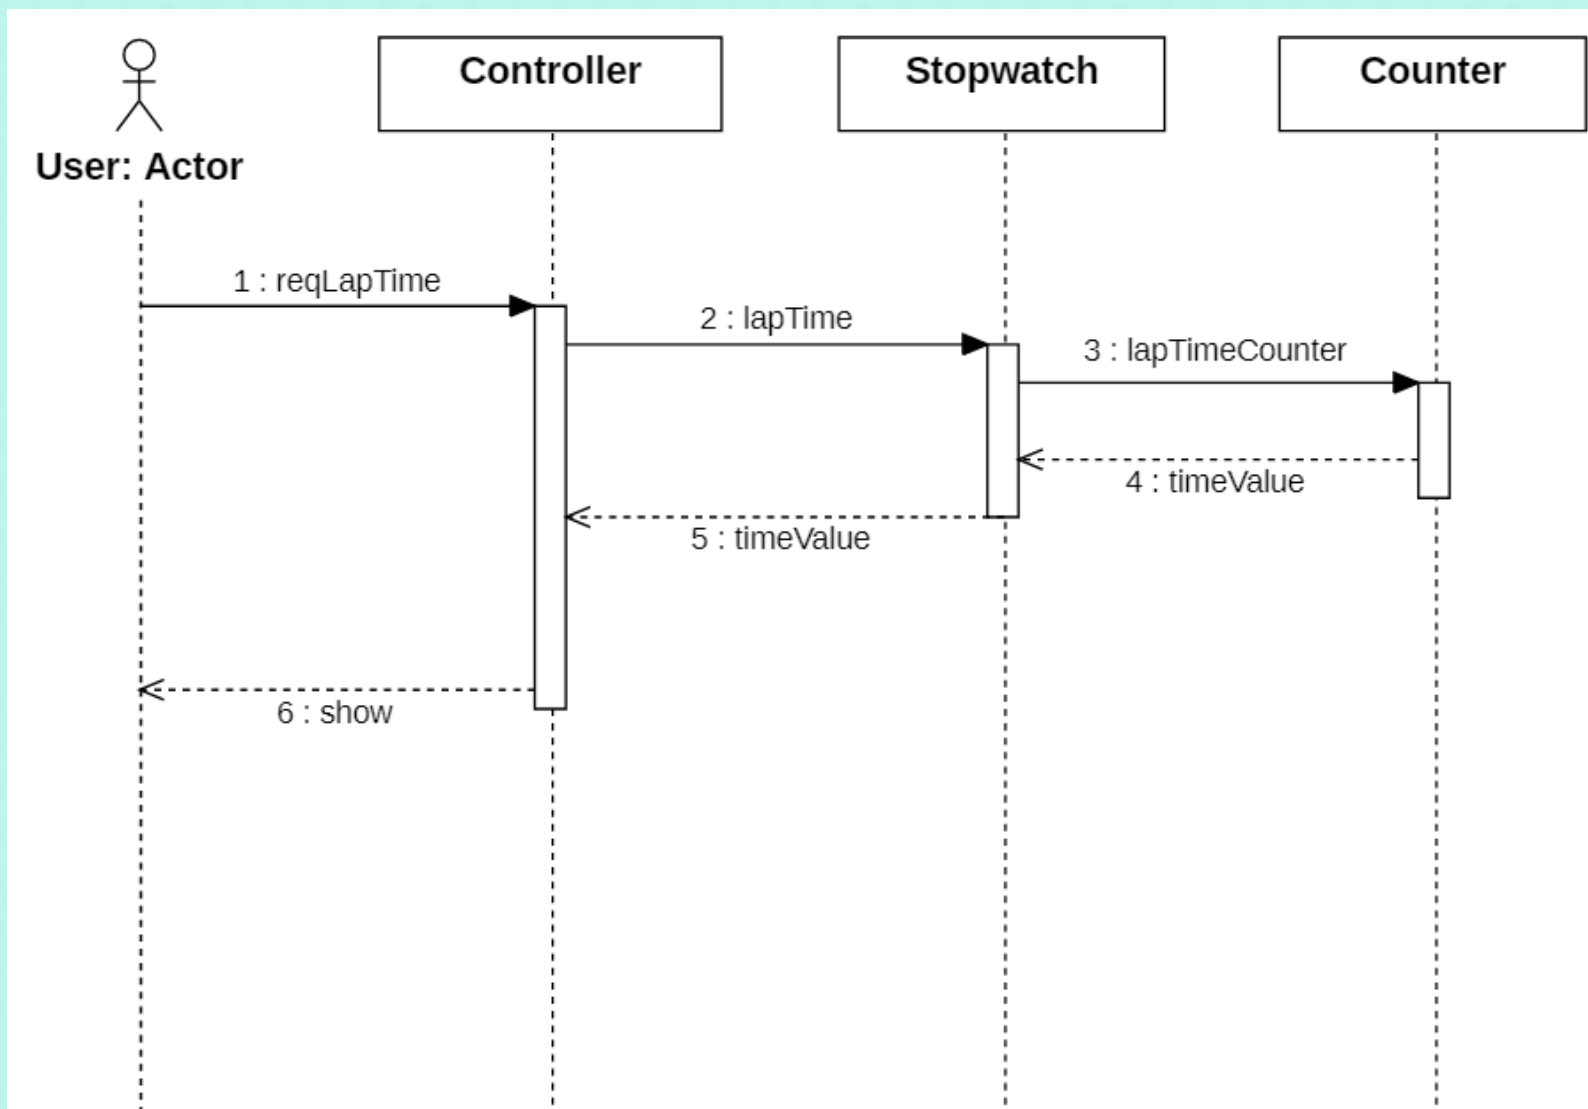 Controller
Stopwatch
Counter
User: Actor
1 : reqLapTime
2 : lapTime
3 : lapTimeCounter
4 : timeValue
5 : timeValue
6 : show